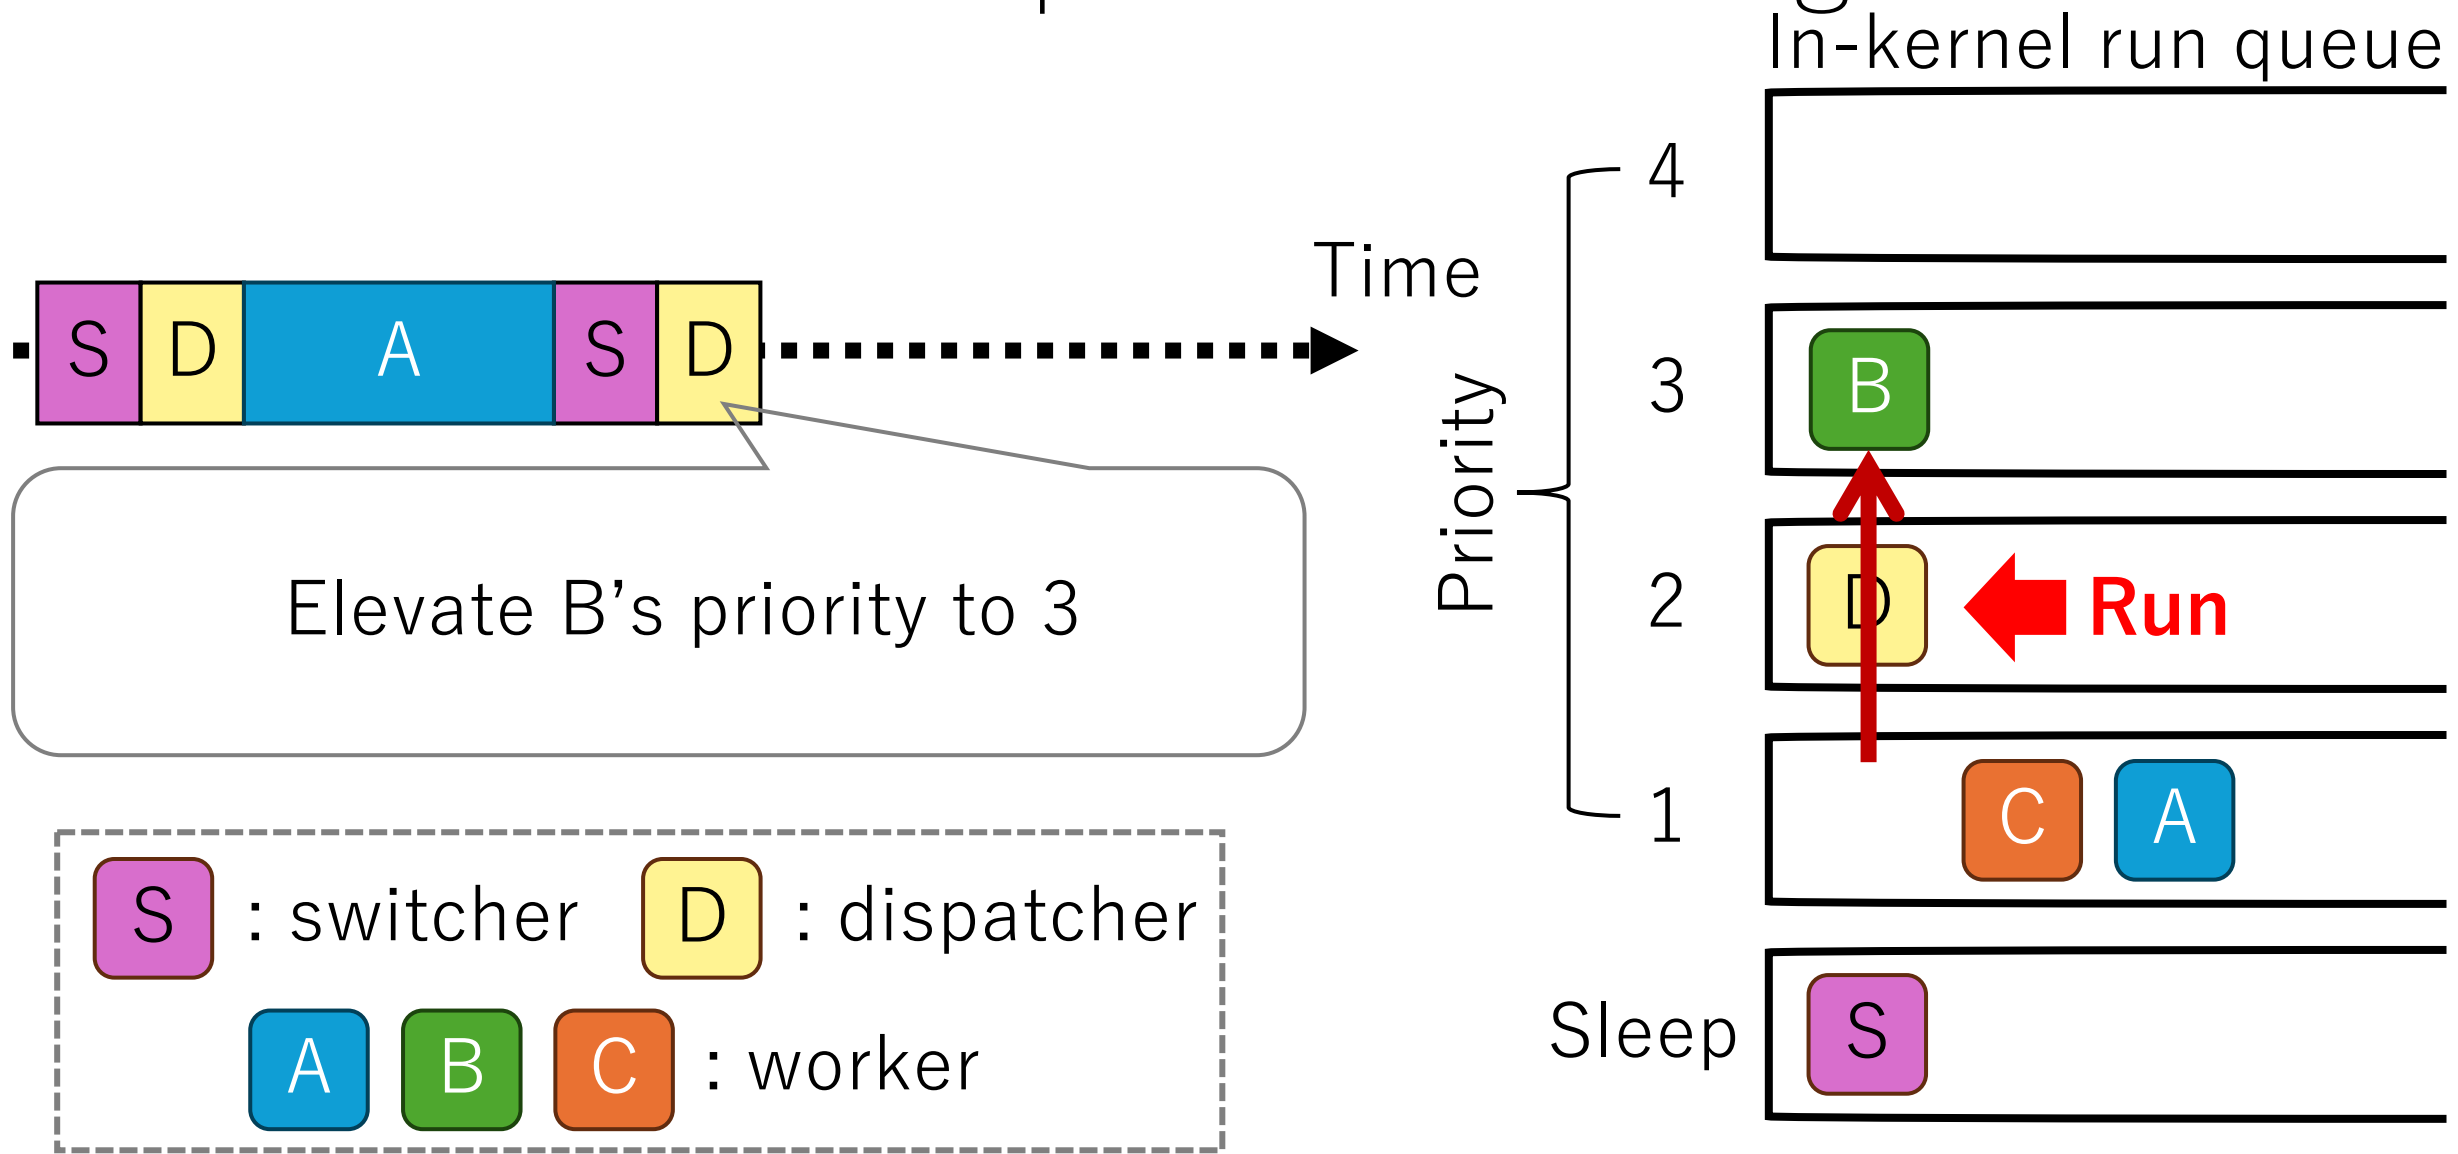 In-kernel run queue
4
Time
S D A S D
3
B
Priority
Elevate B’s priority to 3
2
D
Run
1
C A
S : switcher D : dispatcher
A B C : worker
Sleep
S